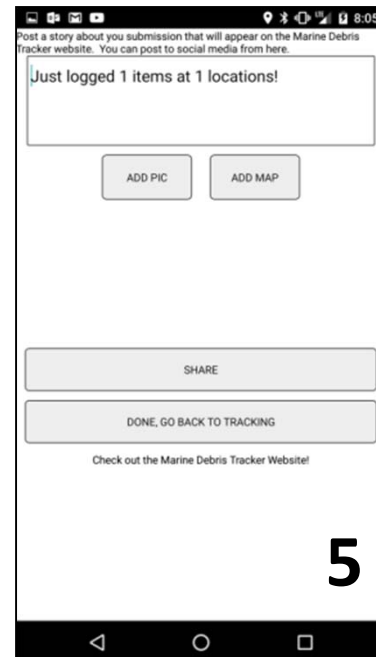 8:05
Post a story about you submission that will appear on the Marine Debris
Tracker website. You can post to social media from here.
Just logged 1 items at 1 locations!
ADD PIC ADD MAP
SHARE
DONE, GO BACK TO TRACKING
Check out the Marine Debris Tracker Website!
5